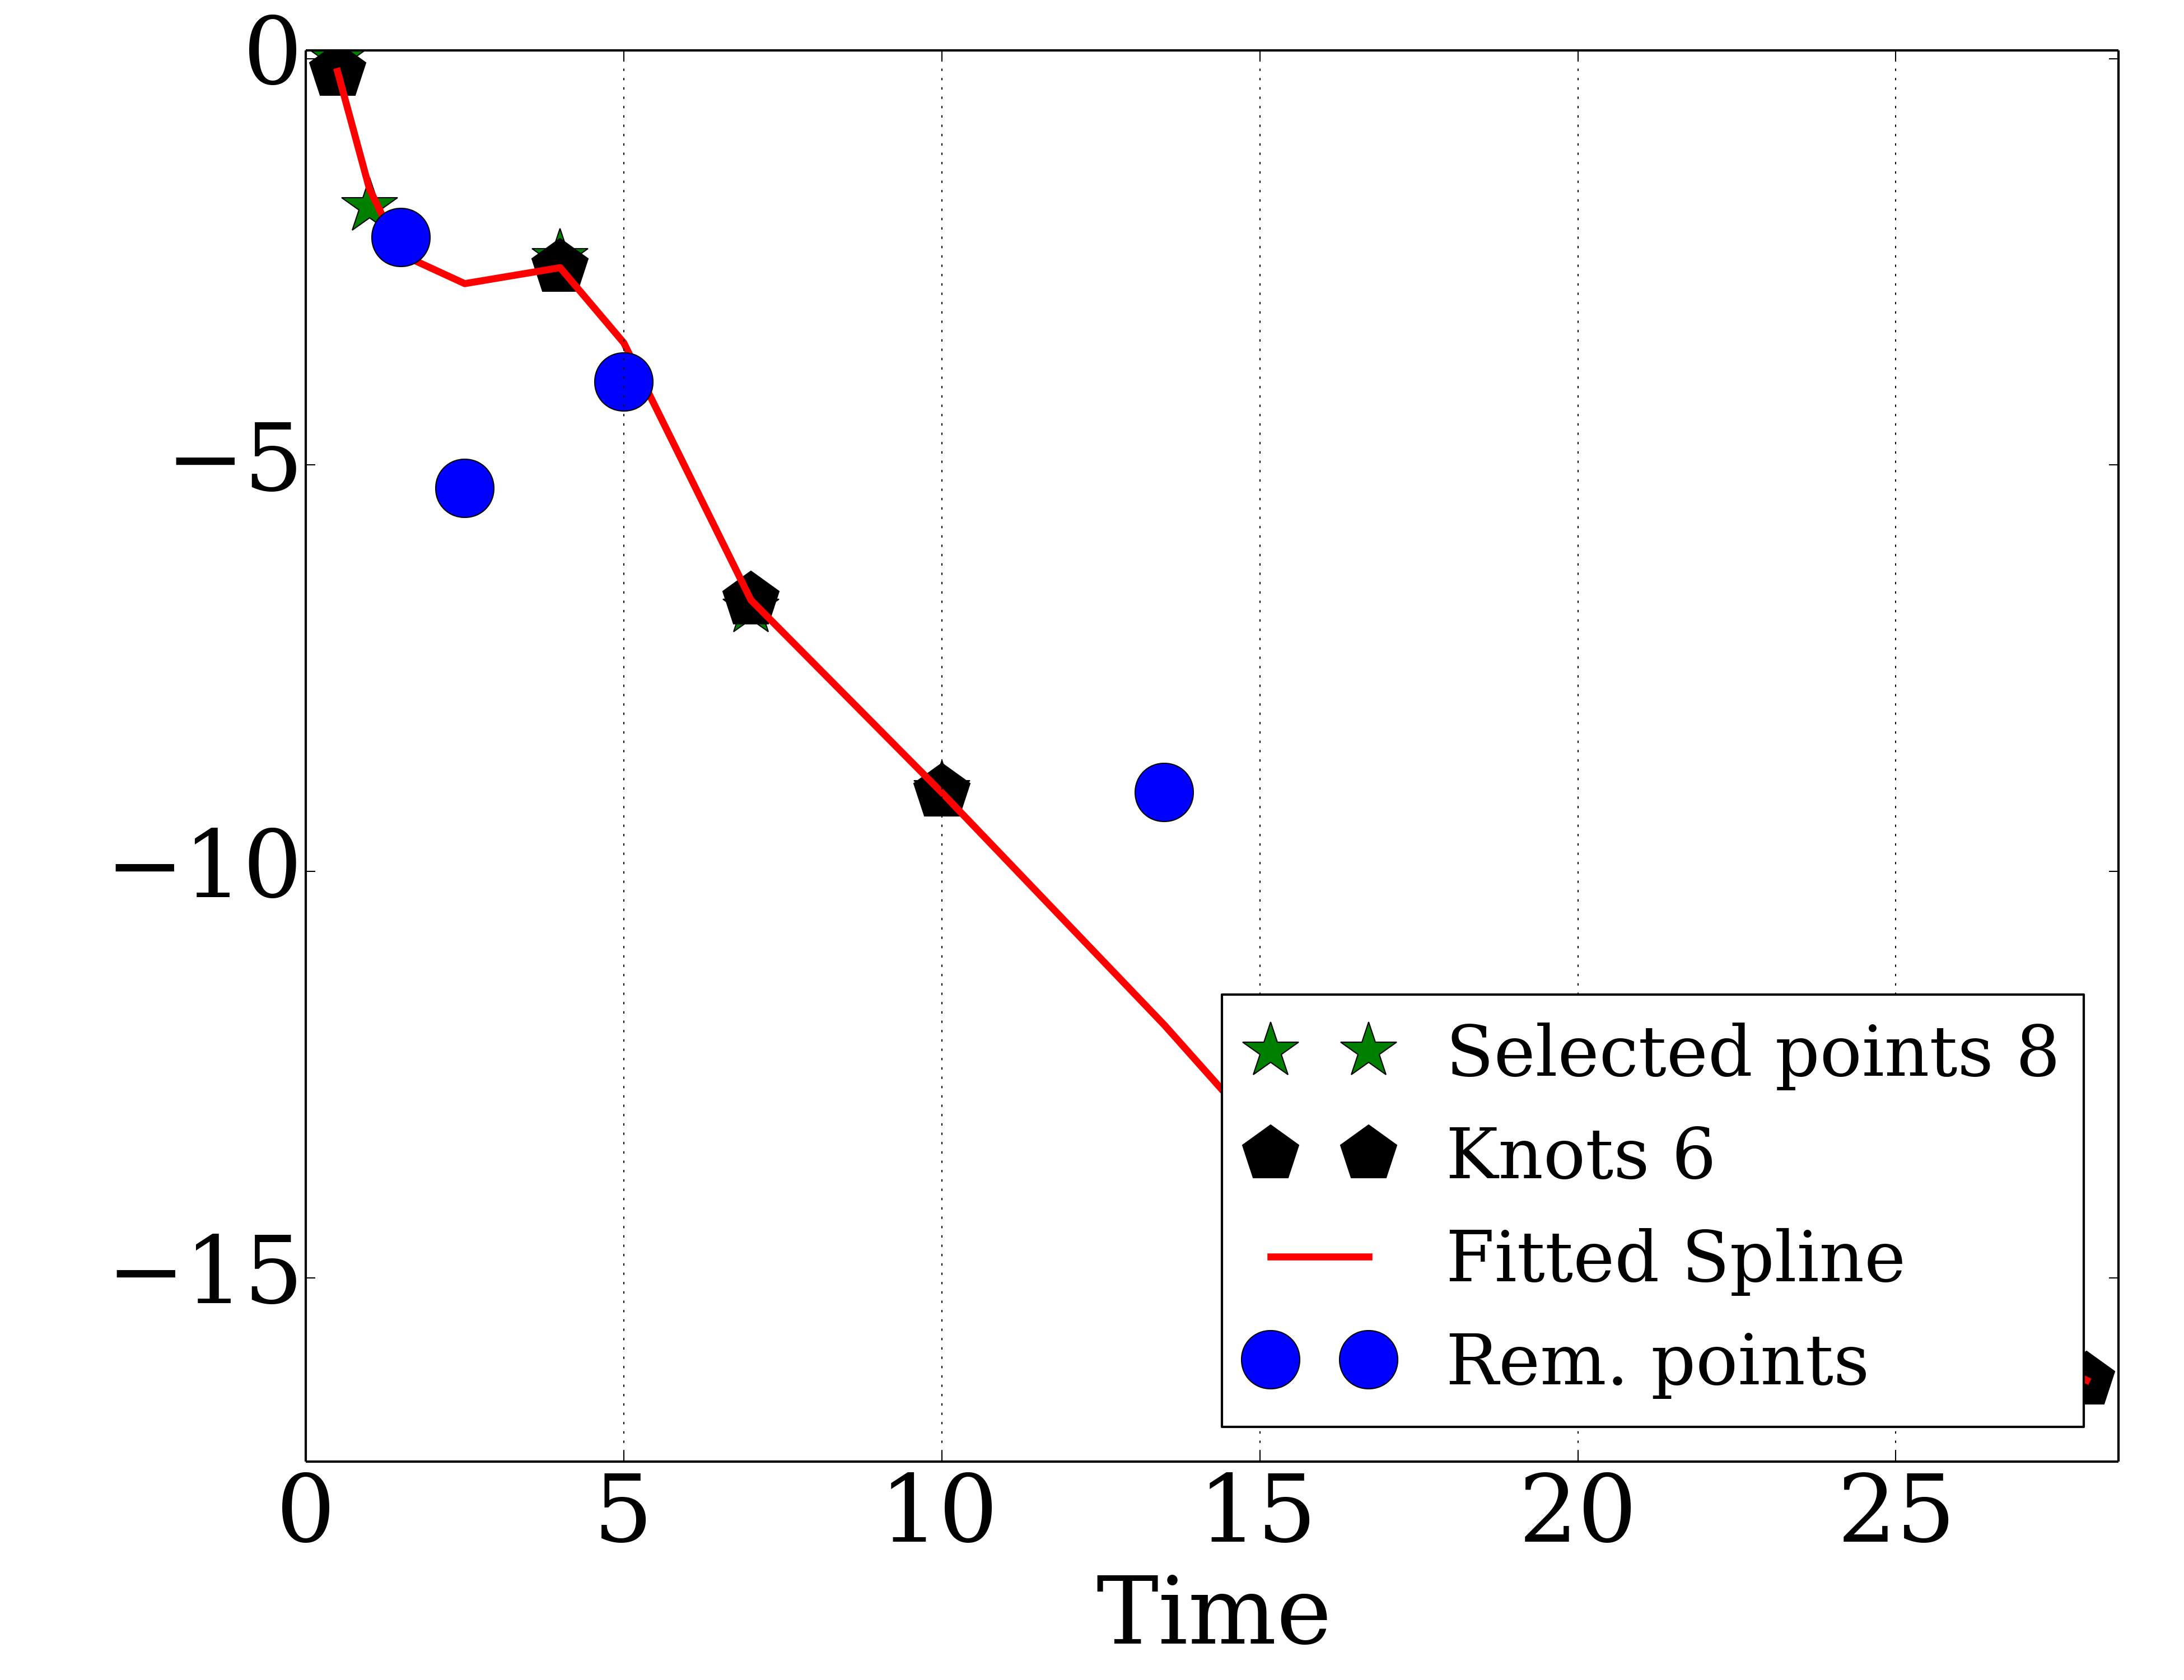 0
−5
−10
−15
Selected points 8
Knots 6
Fitted Spline
Rem. points
0 5 10 15 20 25
Time